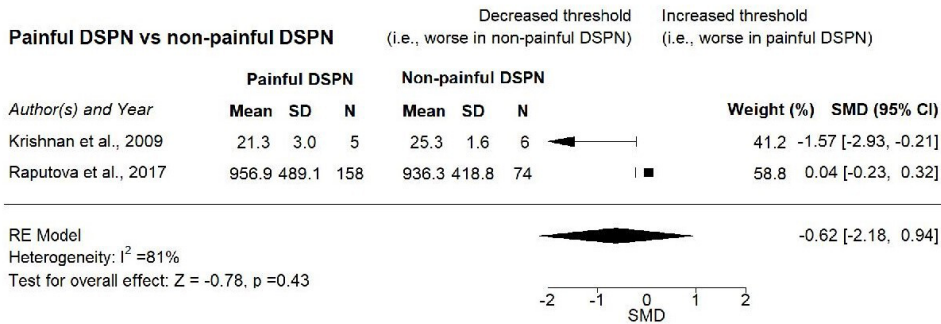 Decreased threshold Increased threshold
Painful DSPN vs non-painful DSPN (i.e., worse in non-painful DSPN) (i.e., worse in painful DSPN)
Painful DSPN Non-painful DSPN
Author(s) and Year Mean SD N Mean SD N Weight (%) SMD (95% CI)
Krishnan et al., 2009 21.3 3.0 5 25.3 1.6 6 41.2 -1.57 [-2.93, -0.21]
Raputova et al., 2017 956.9 489.1 158 936.3 418.8 74 58.8 0.04 [-0.23, 0.32]
RE Model -0.62 [-2.18, 0.94]
Heterogeneity: I² =81%
Test for overall effect: Z = -0.78, p =0.43
-2 -1 0 1 2
SMD